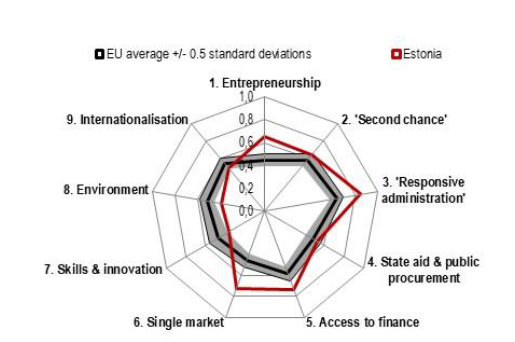 EU average +/- 0.5 standard deviations
Estonia
1. Entrepreneurship
1,0
0,8
0,6
0,4
0,2
0,0
2. 'Second chance'
3. 'Responsive
administration'
4. State aid & public
procurement
5. Access to finance
6. Single market
7. Skills & innovation
8. Environment
9. Internationalisation